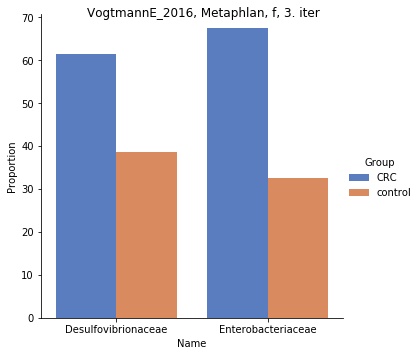 VogtmannE_2016, Metaphlan, f, 3. iter
70
60
50
40
30
20
10
0
Proportion
Desulfovibrionaceae
Enterobacteriaceae
Name
Group
CRC
control